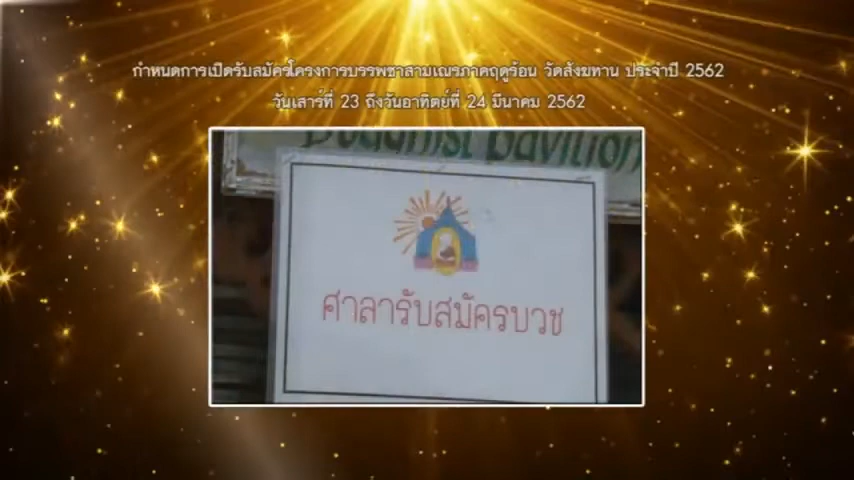 กำหนดการเปิดรับสมัครโครงการบรรพชาสามเณรภาคฤดูร้อน วัดสังฆทาน ประจำปี 2562
วันเสาร์ที่ 23 ถึงวันอาทิตย์ที่ 24 มีนาคม 2562
Buddhist pavilion
ศาลารับสมัครบวช